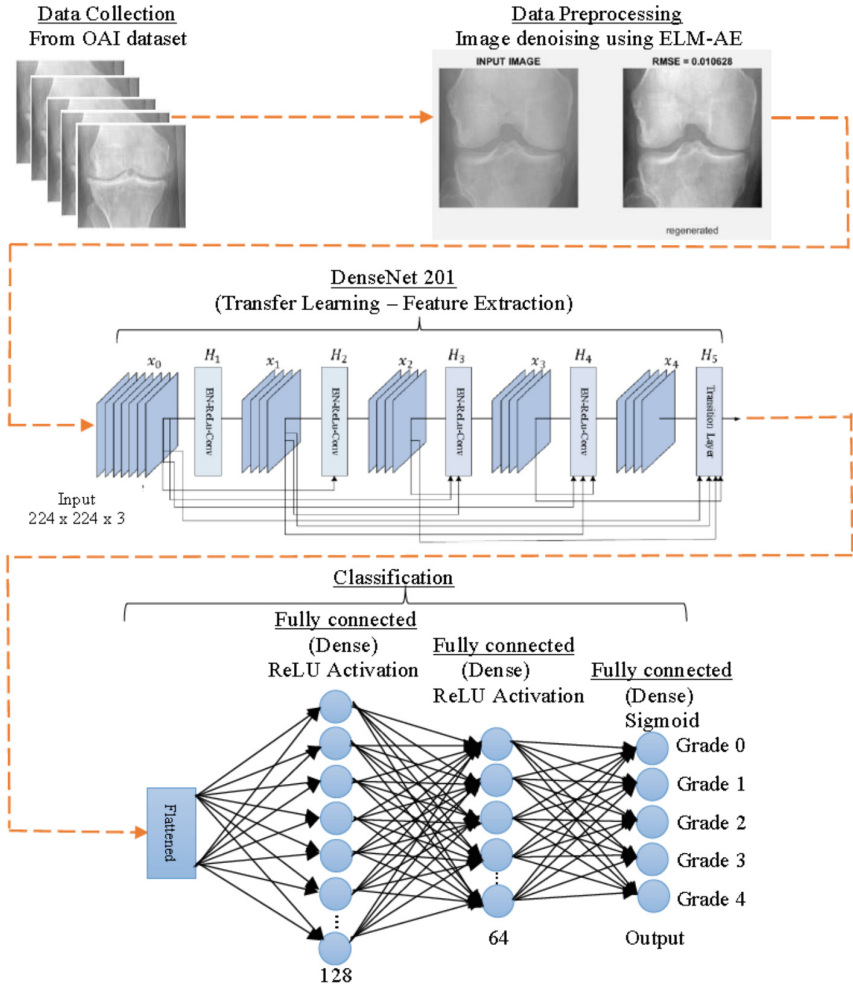 Data Collection
From OAI dataset
Data Preprocessing
Image denoising using ELM-AE
INPUT IMAGE
RMSE = 0.010628
regenerated
DenseNet 201
(Transfer Learning – Feature Extraction)
x₀
H₁
x₁
H₂
x₂
H₃
x₃
H₄
x₄
H₅
BN-ReLu-Conv
BN-ReLu-Conv
BN-ReLu-Conv
BN-ReLu-Conv
Transition Layer
Input
224 x 224 x 3
Classification
Fully connected
(Dense)
ReLU Activation
Fully connected
(Dense)
ReLU Activation
Fully connected
(Dense)
Sigmoid
Flattened
Grade 0
Grade 1
Grade 2
Grade 3
Grade 4
128
64
Output